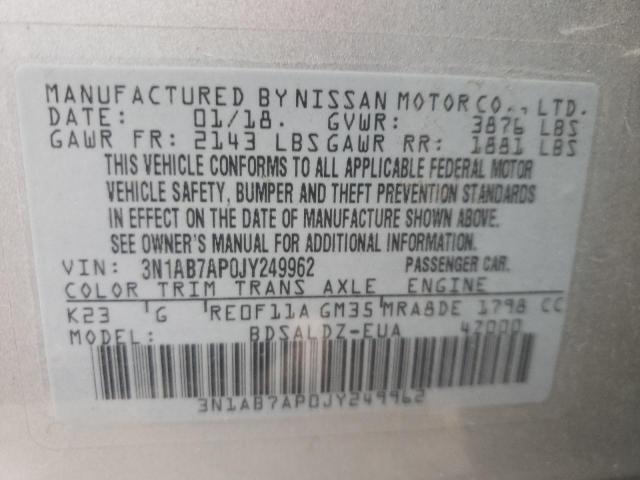 MANUFACTURED BY NISSAN MOTOR CO., LTD.
DATE: 01/18. GVWR: 3876 LBS
GAWR FR: 2143 LBS GAWR RR: 1881 LBS
THIS VEHICLE CONFORMS TO ALL APPLICABLE FEDERAL MOTOR
VEHICLE SAFETY, BUMPER AND THEFT PREVENTION STANDARDS
IN EFFECT ON THE DATE OF MANUFACTURE SHOWN ABOVE.
SEE OWNER'S MANUAL FOR ADDITIONAL INFORMATION.
VIN: 3N1AB7AP0JY249962 PASSENGER CAR.
COLOR TRIM TRANS AXLE ENGINE
K23 G RE0F11A GM35 MRA8DE 1798 CC
MODEL: BDSALDZ-EUA 4Z000
3N1AB7AP0JY249962